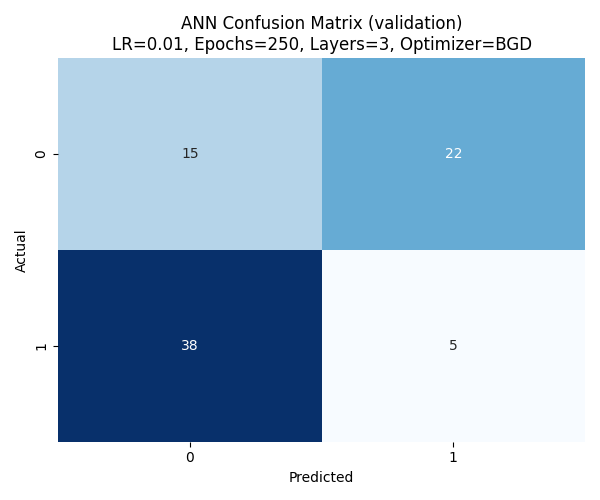 ANN Confusion Matrix (validation)
LR=0.01, Epochs=250, Layers=3, Optimizer=BGD
Actual
0
15
22
1
38
5
0
1
Predicted